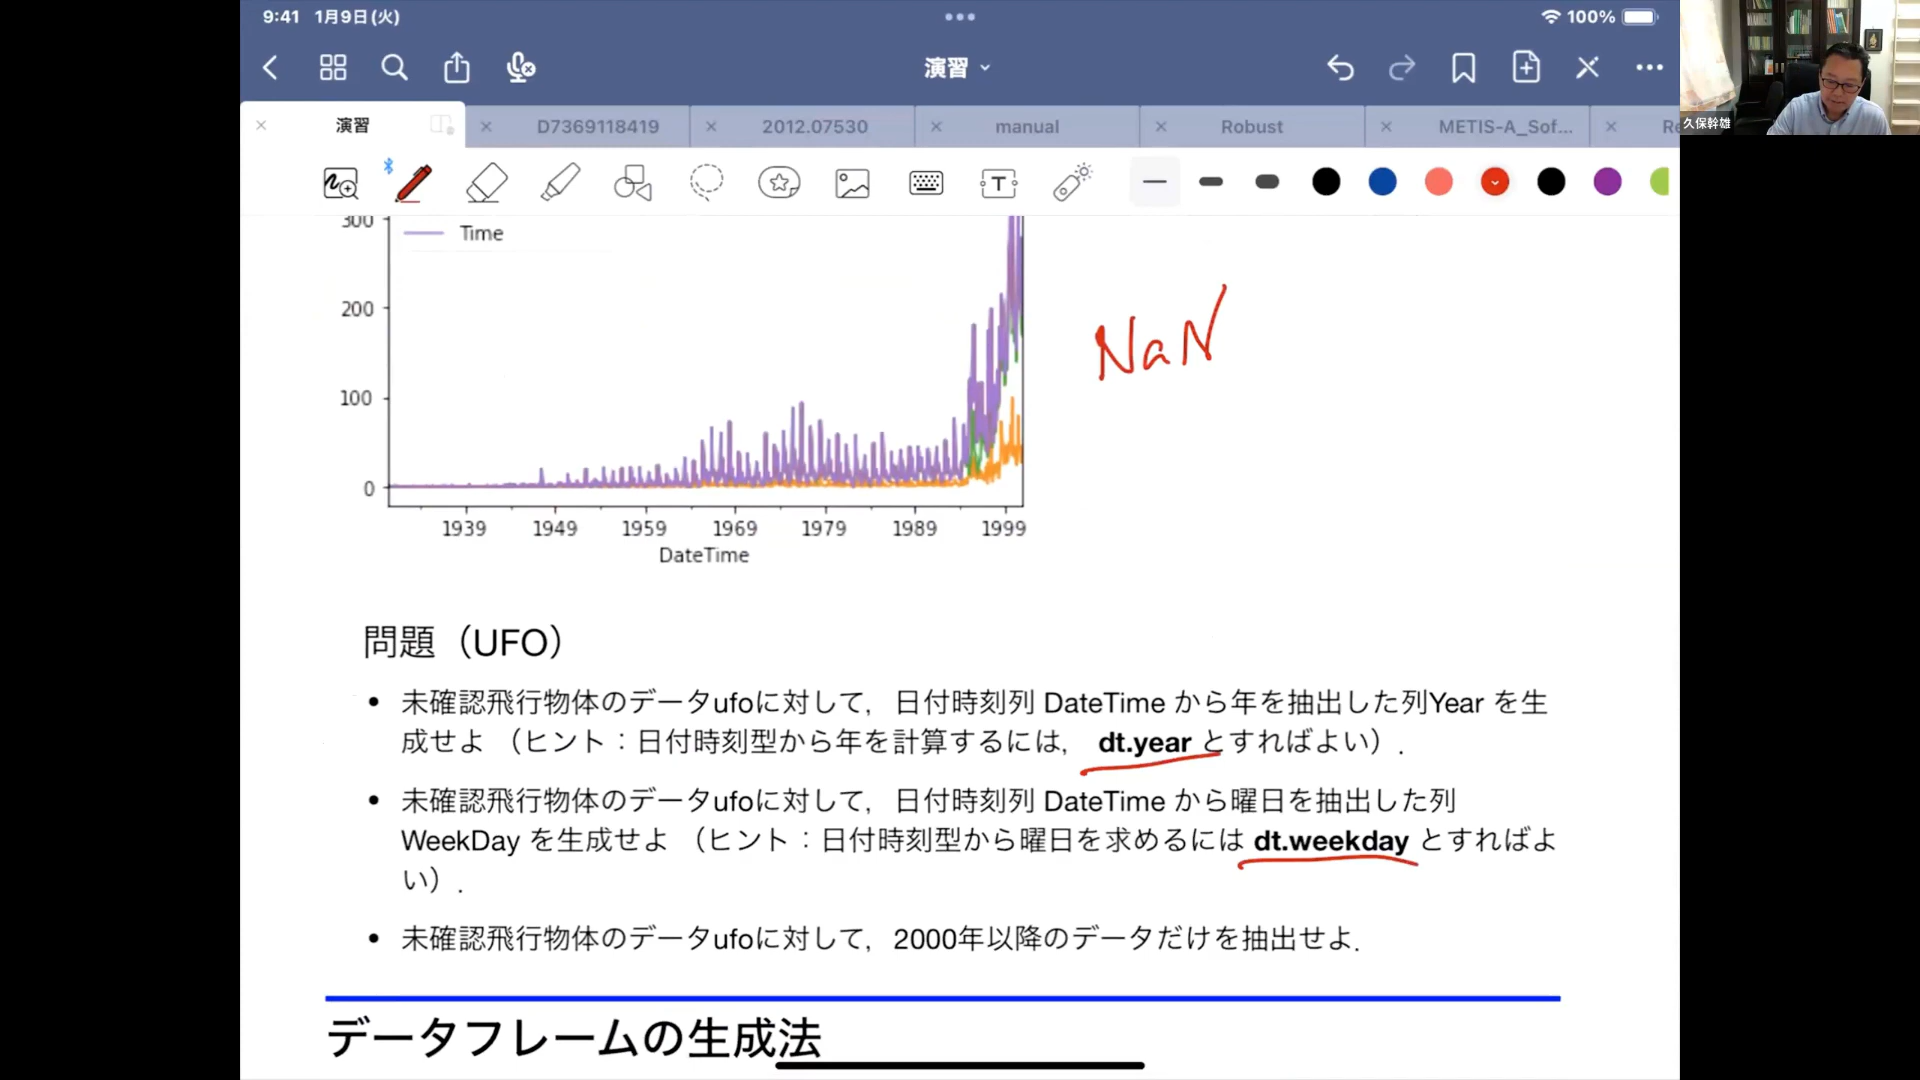 9:41 1月9日(火)
100%
演習
久保幹雄
演習
D7369118419
2012.07530
manual
Robust
METIS-A_Sof...
T
300
Time
200
100
0
1939 1949 1959 1969 1979 1989 1999
DateTime
NaN
問題（UFO）
• 未確認飛行物体のデータufoに対して，日付時刻列 DateTime から年を抽出した列Year を生
成せよ （ヒント：日付時刻型から年を計算するには， dt.year とすればよい）．
• 未確認飛行物体のデータufoに対して，日付時刻列 DateTime から曜日を抽出した列
WeekDay を生成せよ （ヒント：日付時刻型から曜日を求めるには dt.weekday とすればよ
い）．
• 未確認飛行物体のデータufoに対して，2000年以降のデータだけを抽出せよ．
データフレームの生成法